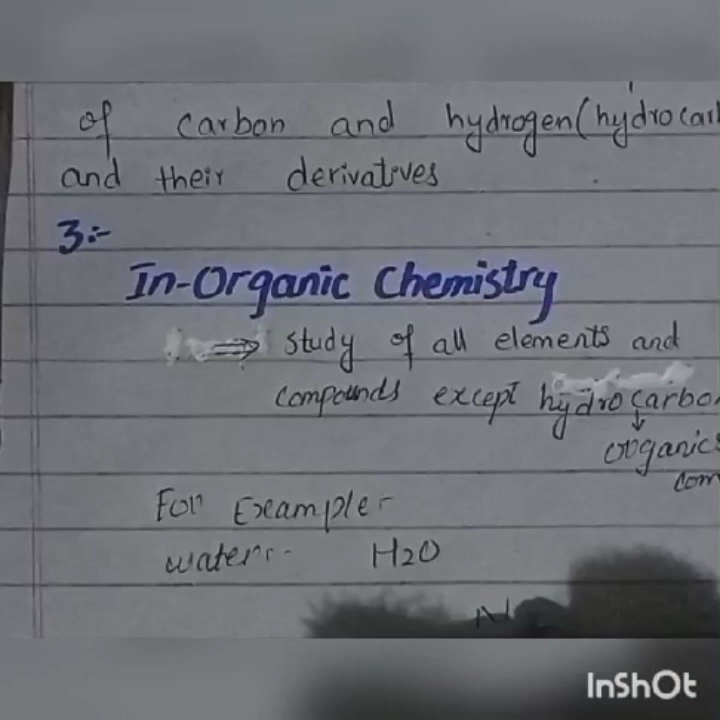 of carbon and hydrogen(hydrocar
and their derivatives
3:-
In-Organic Chemistry
⇒ study of all elements and
compounds except hydrocarbo
↓
organics
com
For Example-
water:- H2O
N
InShOt